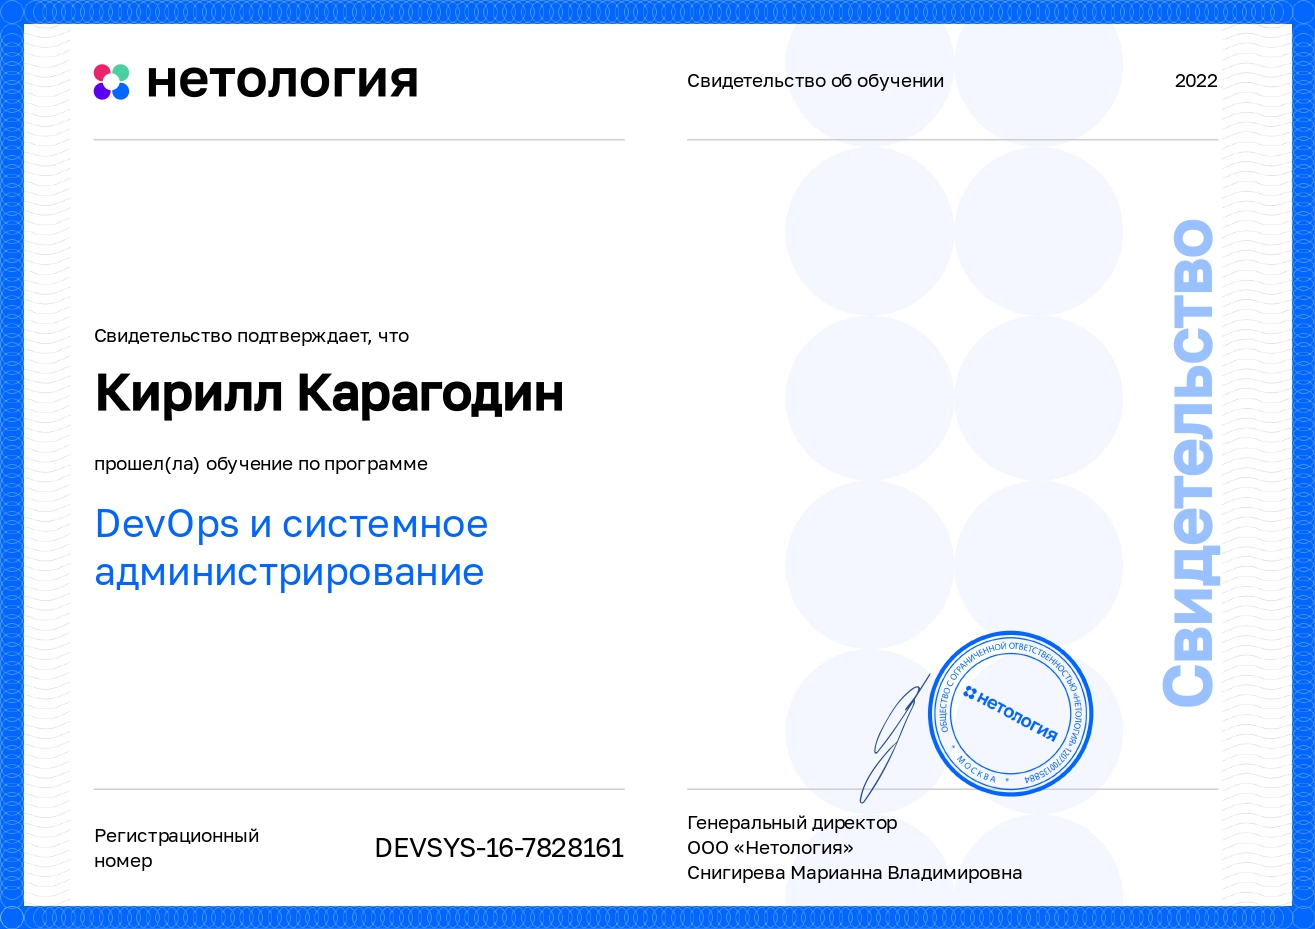 нетология
Свидетельство об обучении
2022
Свидетельство подтверждает, что
Кирилл Карагодин
прошел(ла) обучение по программе
DevOps и системное
администрирование
Свидетельство
ОБЩЕСТВО С ОГРАНИЧЕННОЙ ОТВЕТСТВЕННОСТЬЮ «НЕТОЛОГИЯ» 1207700135884
* МОСКВА *
нетология
Регистрационный
номер
DEVSYS-16-7828161
Генеральный директор
ООО «Нетология»
Снигирева Марианна Владимировна